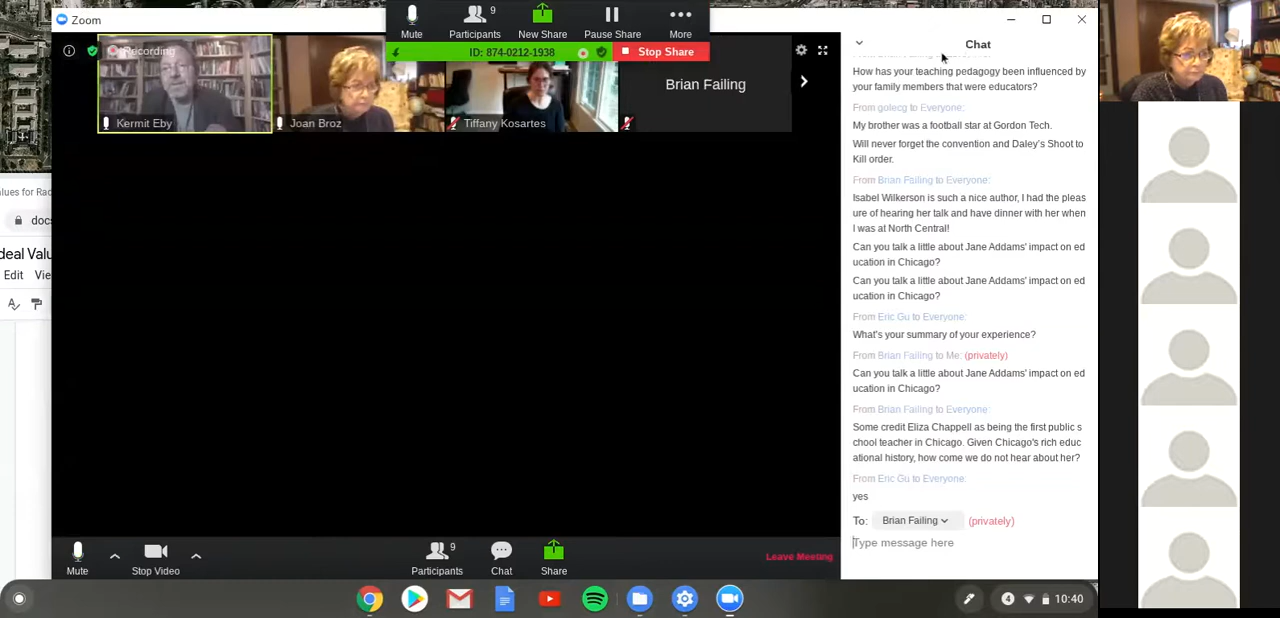 Zoom
Mute
Participants
9
New Share
Pause Share
More
ID: 874-0212-1938
Stop Share
Recording
Kermit Eby
Joan Broz
Tiffany Kosartes
Brian Failing
alues for Rac
docs
deal Valu
Edit Vie
Chat
How has your teaching pedagogy been influenced by
your family members that were educators?
From golecg to Everyone:
My brother was a football star at Gordon Tech.
Will never forget the convention and Daley's Shoot to
Kill order.
From Brian Failing to Everyone:
Isabel Wilkerson is such a nice author, I had the pleas
ure of hearing her talk and have dinner with her when
I was at North Central!
Can you talk a little about Jane Addams' impact on ed
ucation in Chicago?
Can you talk a little about Jane Addams' impact on ed
ucation in Chicago?
From Eric Gu to Everyone:
What's your summary of your experience?
From Brian Failing to Me: (privately)
Can you talk a little about Jane Addams' impact on ed
ucation in Chicago?
From Brian Failing to Everyone:
Some credit Eliza Chappell as being the first public s
chool teacher in Chicago. Given Chicago's rich educ
ational history, how come we do not hear about her?
From Eric Gu to Everyone:
yes
To: Brian Failing (privately)
Type message here
Mute
Stop Video
Participants
9
Chat
Share
Leave Meeting
4
10:40